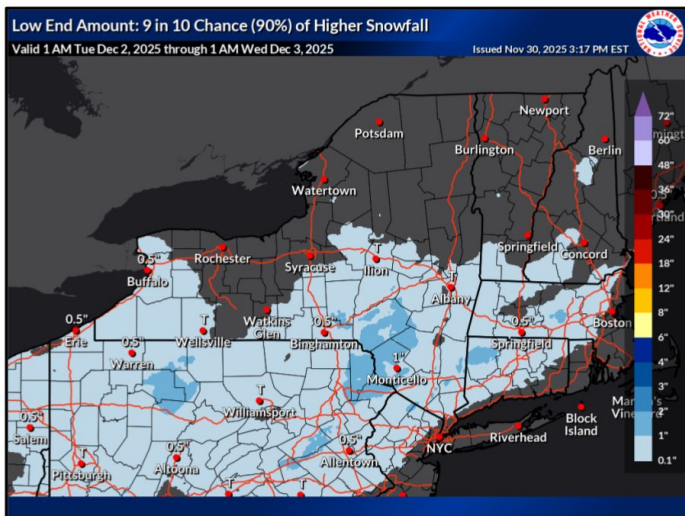 Low End Amount: 9 in 10 Chance (90%) of Higher Snowfall
Valid 1 AM Tue Dec 2, 2025 through 1 AM Wed Dec 3, 2025
Issued Nov 30, 2025 3:17 PM EST
Newport
Potsdam
Burlington
Berlin
Watertown
0.5"
Rochester
Syracuse
T
Ilion
Springfield
Concord
Buffalo
T
Albany
0.5"
Erie
T
Wellsville
Watkins
Glen
0.5"
Binghamton
0.5"
Springfield
Boston
0.5"
Warren
1"
Monticello
T
Williamsport
Block
Island
0.5"
Salem
NYC
Riverhead
T
Pittsburgh
0.5"
Altoona
0.5"
Allentown
T
T
72"
60"
48"
36"
30"
24"
18"
12"
8"
6"
4"
3"
2"
1"
0.1"